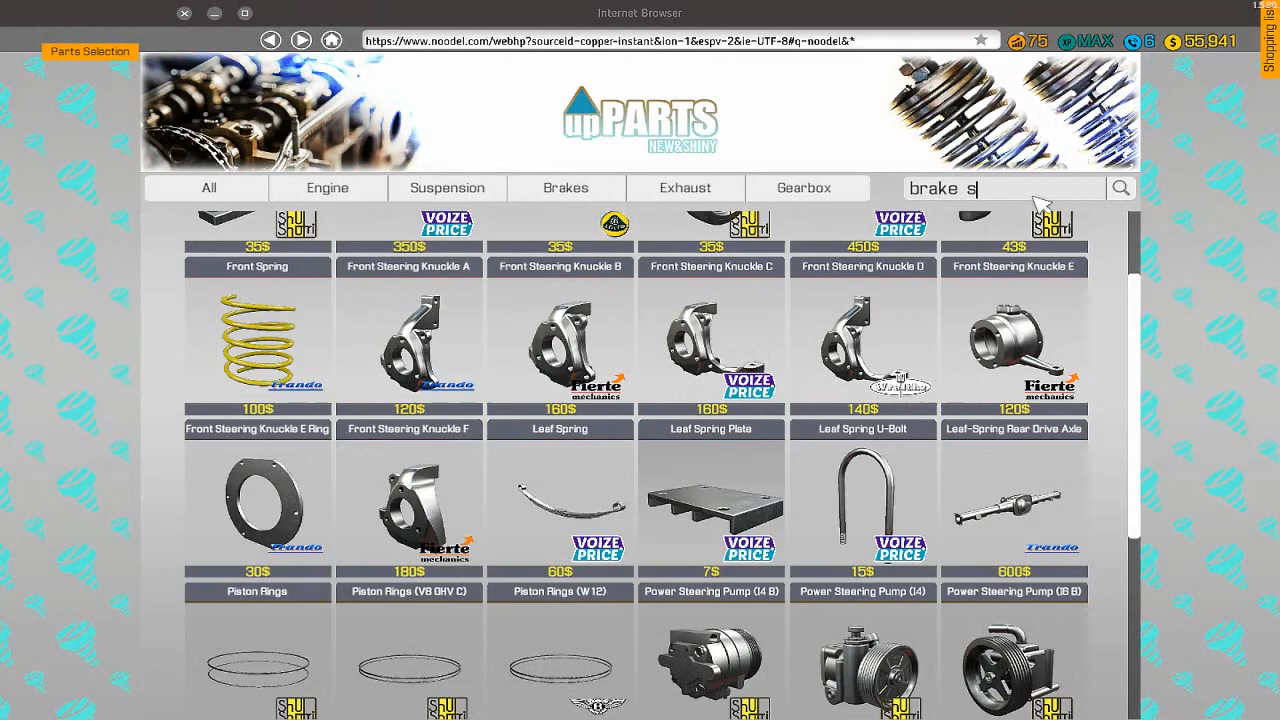 Internet Browser
Parts Selection
https://www.noodel.com/webhp?sourceid-copper-instant&ion-1&espv-2&ie-UTF-8#q-noodel&*
75
XP MAX
6
$ 55,941
Shopping lis
upPARTS
NEW&SHINY
All Engine Suspension Brakes Exhaust Gearbox
brake s
VOIZE PRICE
VOIZE PRICE
35$ 350$ 35$ 35$ 450$ 43$
Front Spring Front Steering Knuckle A Front Steering Knuckle B Front Steering Knuckle C Front Steering Knuckle D Front Steering Knuckle E
Trando Trando Fierte mechanics VOIZE PRICE Fierte mechanics
100$ 120$ 160$ 160$ 140$ 120$
Front Steering Knuckle E Ring Front Steering Knuckle F Leaf Spring Leaf Spring Plate Leaf Spring U-Bolt Leaf-Spring Rear Drive Axle
Trando Fierte mechanics VOIZE PRICE VOIZE PRICE VOIZE PRICE Trando
30$ 180$ 60$ 7$ 15$ 600$
Piston Rings Piston Rings (V8 OHV C) Piston Rings (W12) Power Steering Pump (I4 B) Power Steering Pump (I4) Power Steering Pump (I6 B)